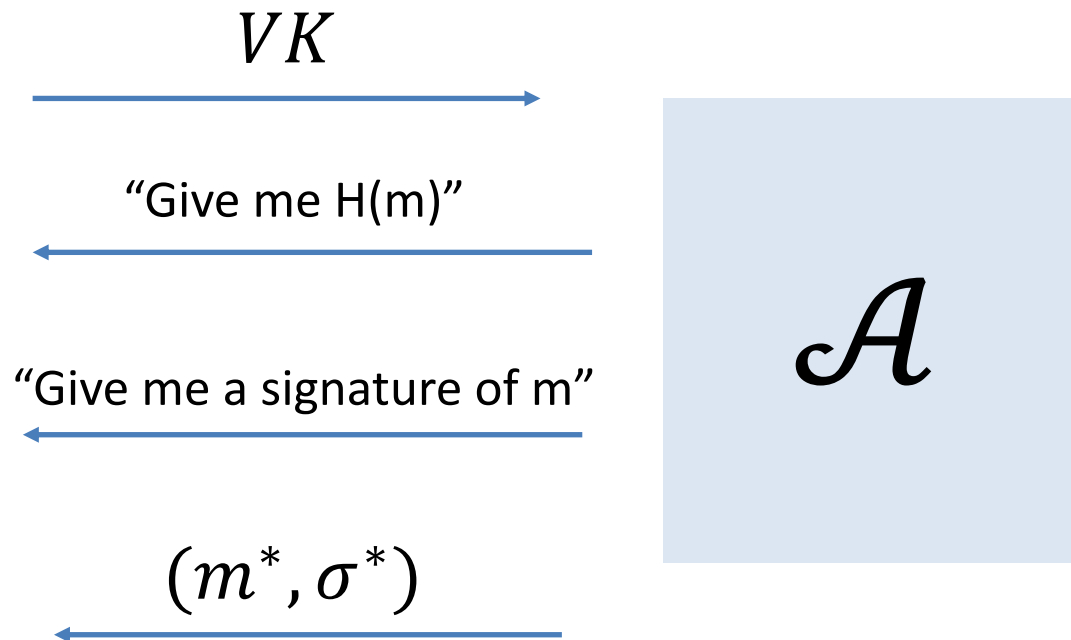 VK
“Give me H(m)”
“Give me a signature of m”
(m*, σ*)
𝒜